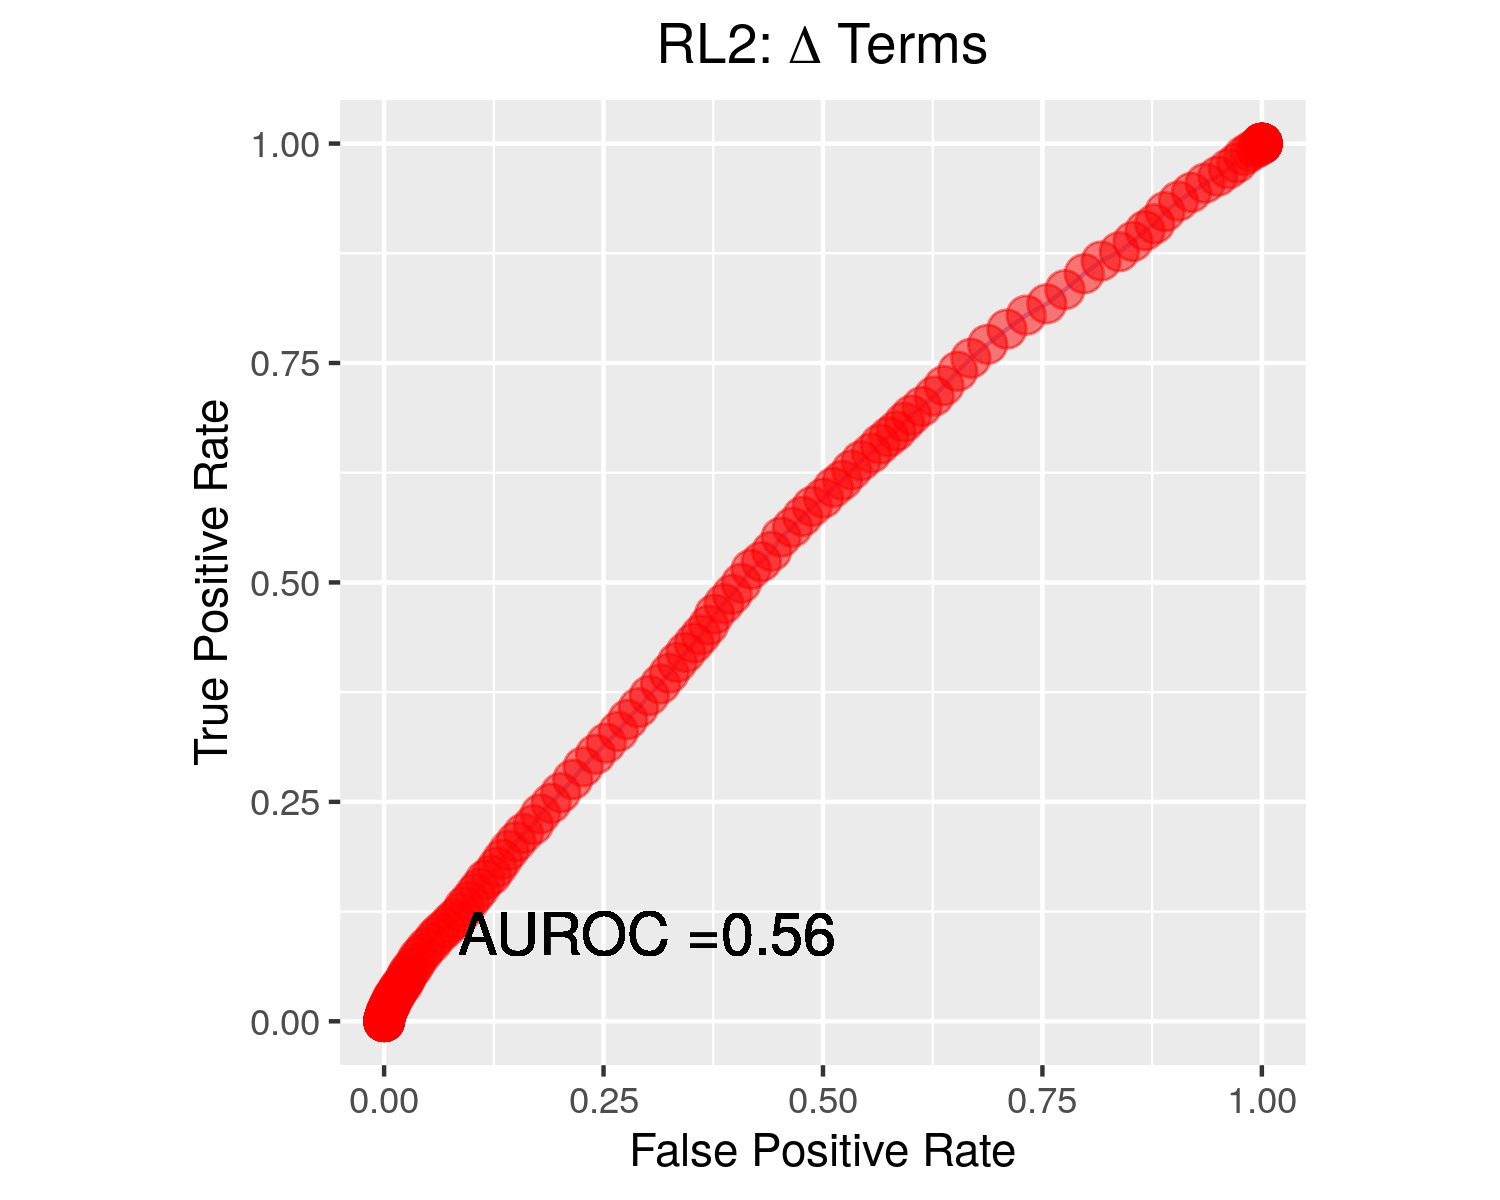 RL2: Δ Terms
True Positive Rate
1.00
0.75
0.50
0.25
0.00
AUROC =0.56
0.00 0.25 0.50 0.75 1.00
False Positive Rate